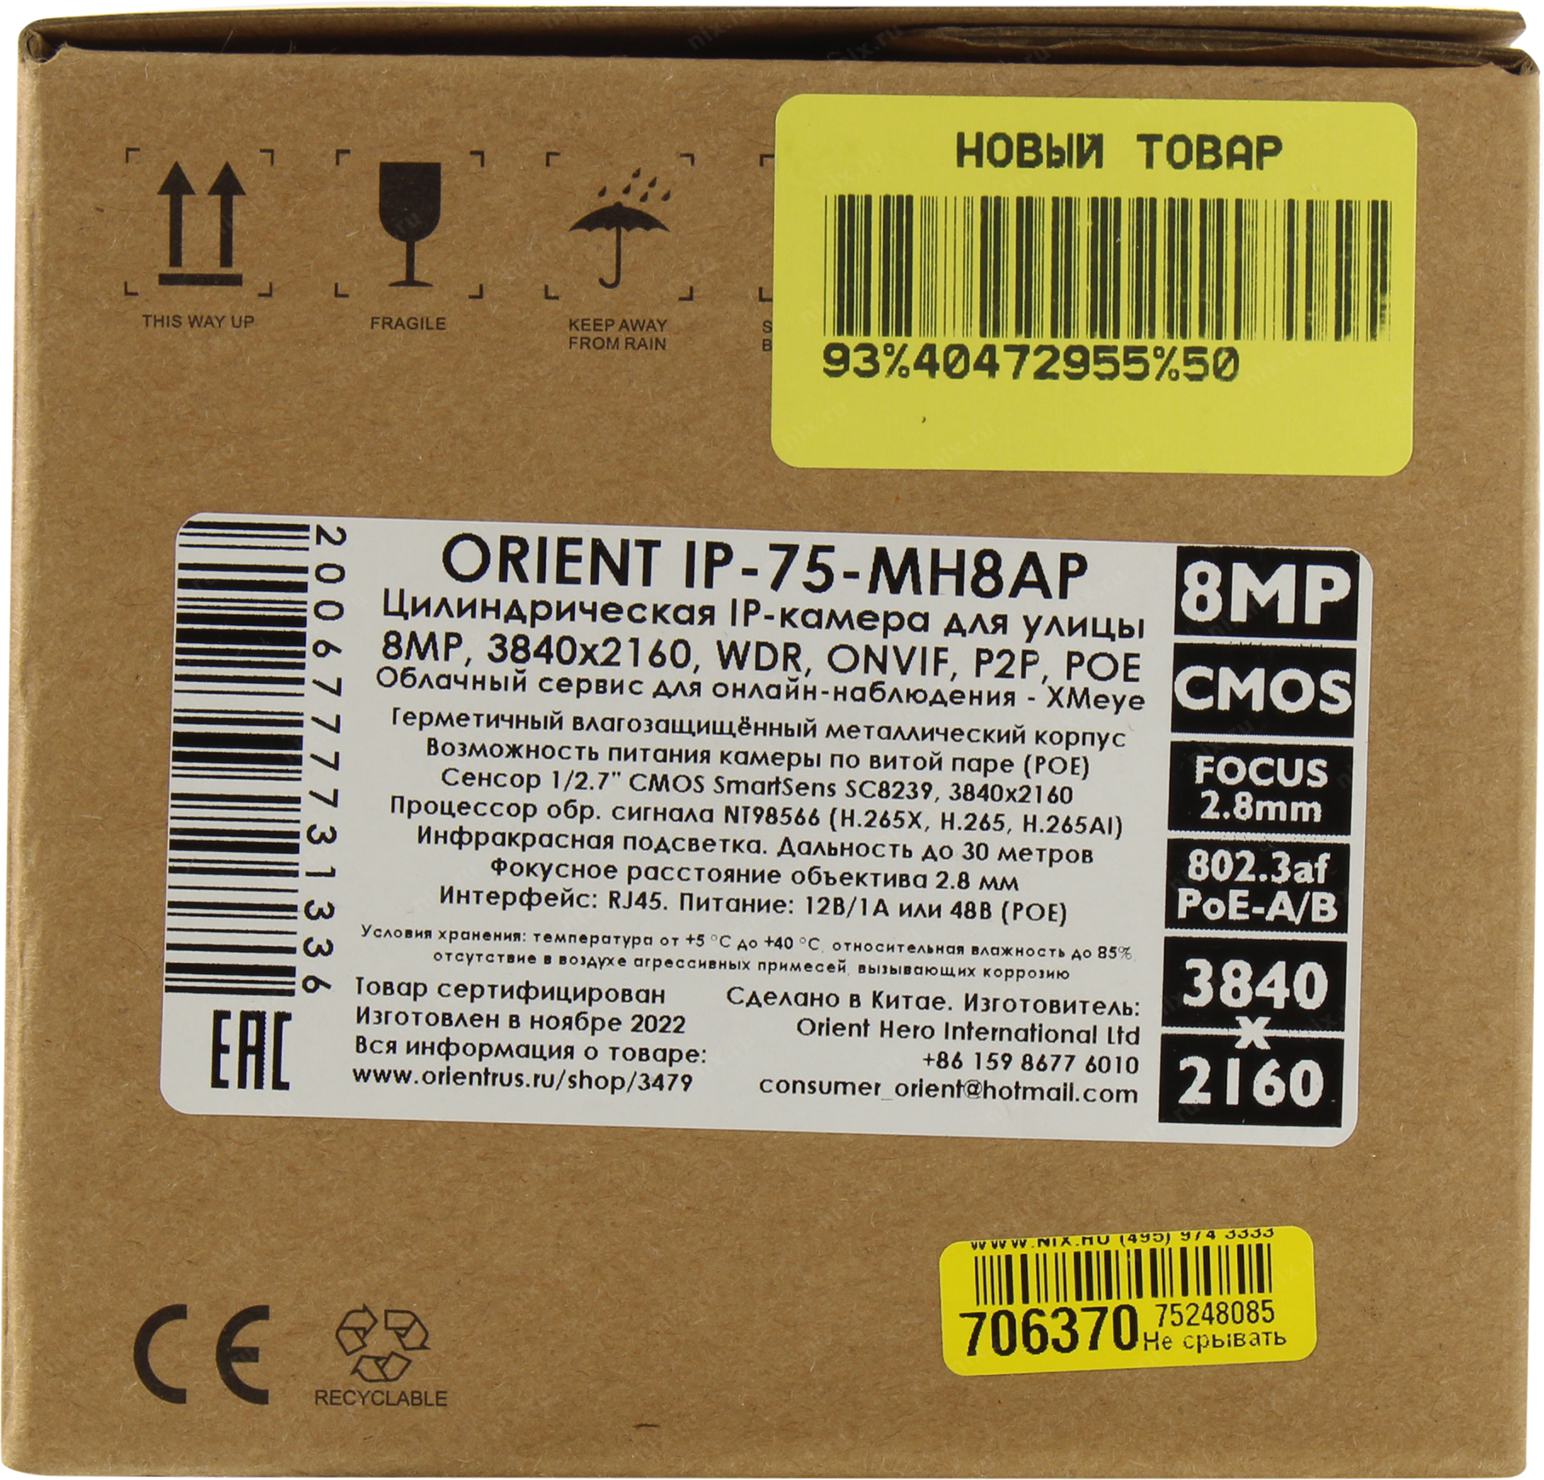 НОВЫЙ ТОВАР
93%40472955%50
THIS WAY UP
FRAGILE
KEEP AWAY
FROM RAIN
S
B
2006777731336
ORIENT IP-75-MH8AP
Цилиндрическая IP-камера для улицы
8MP, 3840x2160, WDR, ONVIF, P2P, POE
Облачный сервис для онлайн-наблюдения - XMeye
Герметичный влагозащищённый металлический корпус
Возможность питания камеры по витой паре (POE)
Сенсор 1/2.7" CMOS SmartSens SC8239, 3840x2160
Процессор обр. сигнала NT98566 (H.265X, H.265, H.265AI)
Инфракрасная подсветка. Дальность до 30 метров
Фокусное расстояние объектива 2.8 мм
Интерфейс: RJ45. Питание: 12В/1А или 48В (POE)
Условия хранения: температура от +5 °C до +40 °C, относительная влажность до 85%,
отсутствие в воздухе агрессивных примесей, вызывающих коррозию
Товар сертифицирован
Изготовлен в ноябре 2022
Вся информация о товаре:
www.orientrus.ru/shop/3479
Сделано в Китае. Изготовитель:
Orient Hero International Ltd
+86 159 8677 6010
consumer_orient@hotmail.com
8MP
CMOS
FOCUS
2.8mm
802.3af
PoE-A/B
3840
x
2160
EAC
WWW.NIX.RU (495) 974 3333
706370
75248085
Не срывать
CE
RECYCLABLE